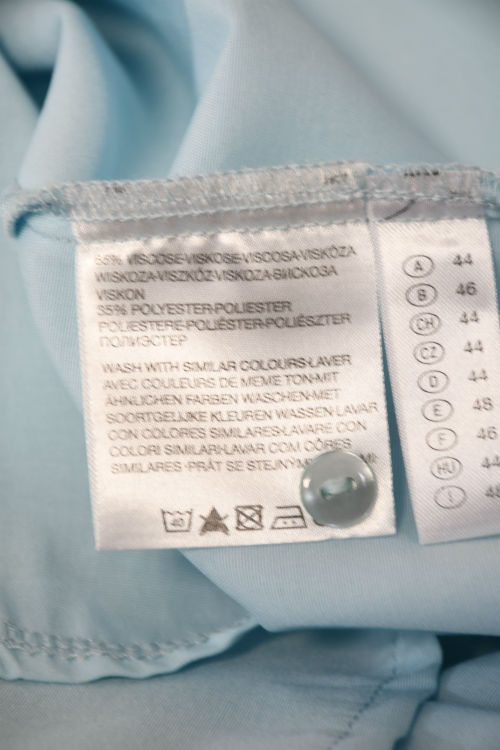 65% VISCOSE-VISKOSE-VISCOSA-VISKÓZA
WISKOZA-VISZKÓZ-VISKOZA-ВИСКОЗА
VISKON
35% POLYESTER-POLIESTER
POLIESTERE-POLIÉSTER-POLIÉSZTER
ПОЛИЭСТЕР
WASH WITH SIMILAR COLOURS-LAVER
AVEC COULEURS DE MEME TON-MIT
ÄHNLICHEN FARBEN WASCHEN-MET
SOORTGELIJKE KLEUREN WASSEN-LAVAR
CON COLORES SIMILARES-LAVARE CON
COLORI SIMILARI-LAVAR COM CÔRES
SIMILARES -PRÁT SE STEJNÝM
40
A 44
B 46
CH 44
CZ 44
D 44
E 48
F 46
HU 44
I 48